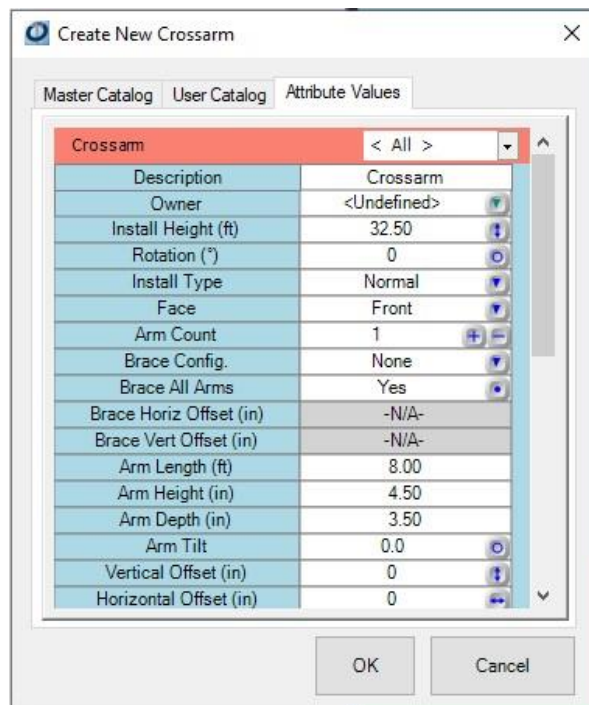 Create New Crossarm
Master Catalog User Catalog Attribute Values
Crossarm < All >
Description Crossarm
Owner <Undefined>
Install Height (ft) 32.50
Rotation (°) 0
Install Type Normal
Face Front
Arm Count 1
Brace Config. None
Brace All Arms Yes
Brace Horiz Offset (in) -N/A-
Brace Vert Offset (in) -N/A-
Arm Length (ft) 8.00
Arm Height (in) 4.50
Arm Depth (in) 3.50
Arm Tilt 0.0
Vertical Offset (in) 0
Horizontal Offset (in) 0
OK Cancel